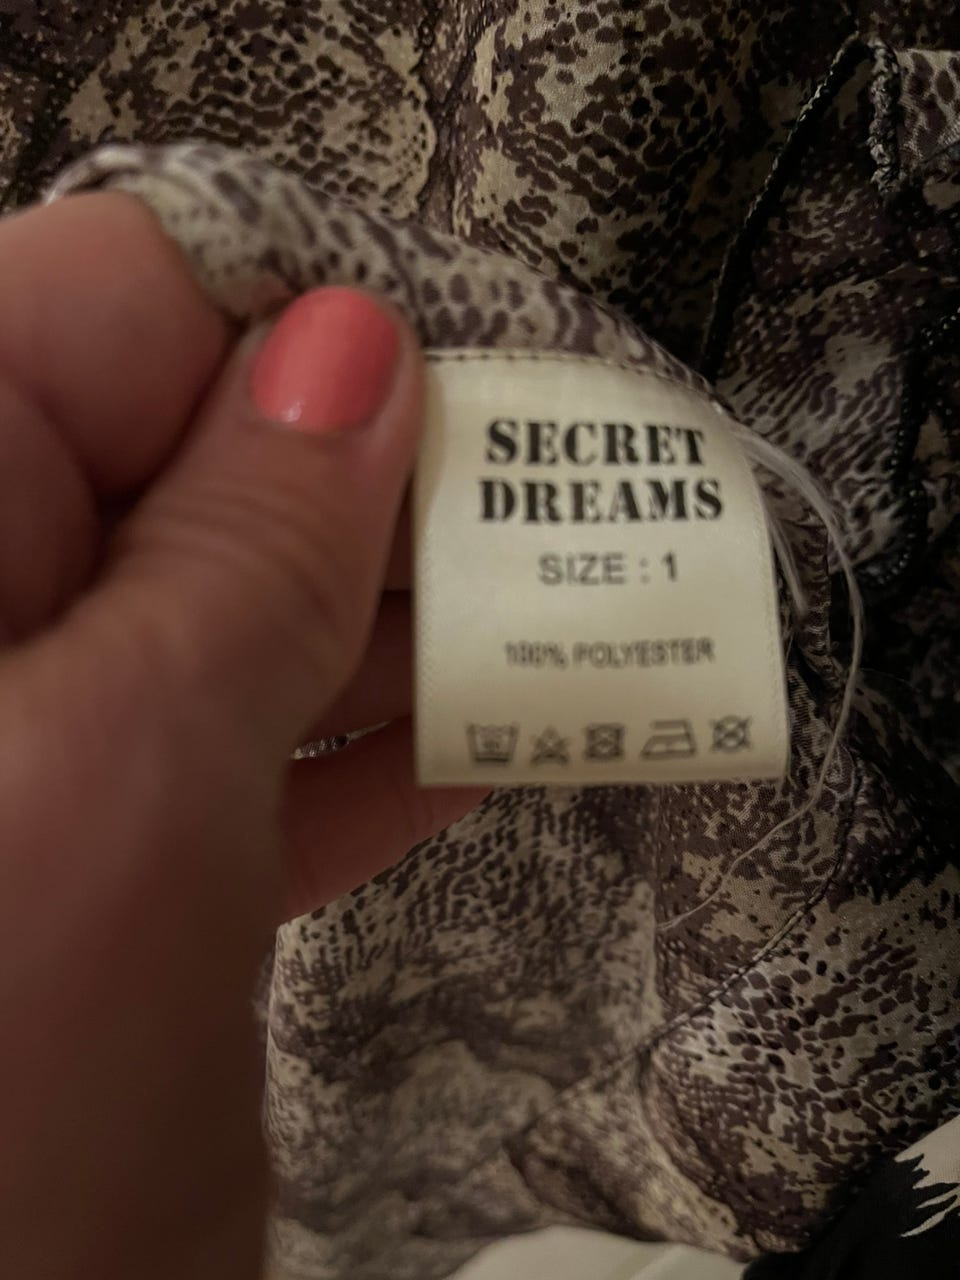 SECRET
DREAMS
SIZE : 1
100% POLYESTER